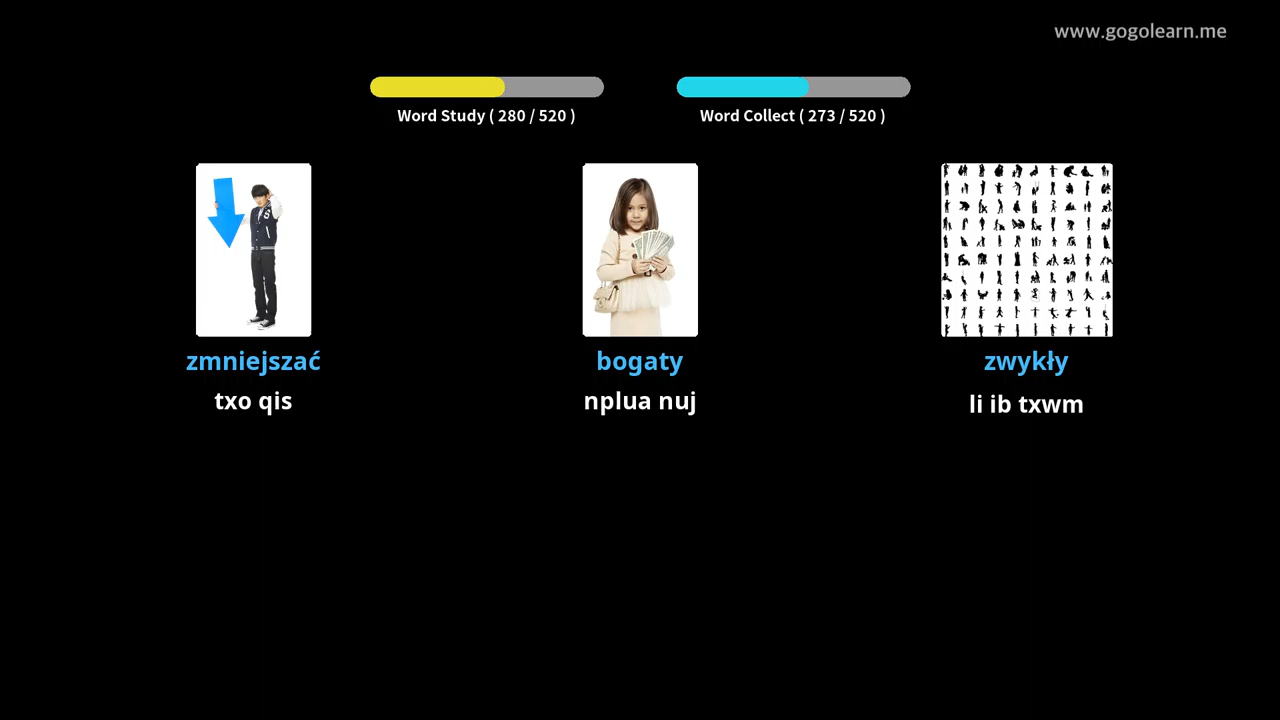 www.gogolearn.me
Word Study ( 280 / 520 )
Word Collect ( 273 / 520 )
zmniejszać
bogaty
zwykły
txo qis
nplua nuj
li ib txwm